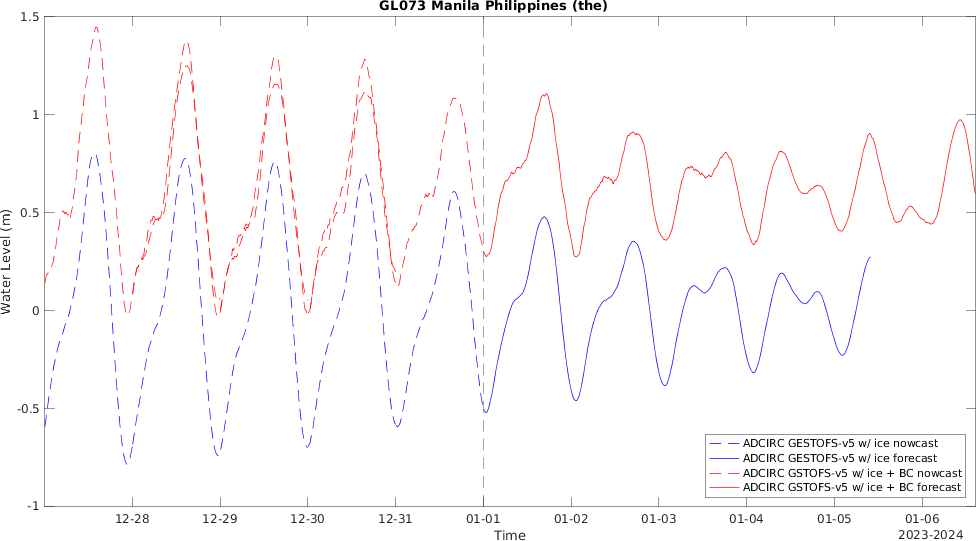 GL073 Manila Philippines (the)
1.5
1
0.5
0
-0.5
-1
Water Level (m)
ADCIRC GESTOFS-v5 w/ ice nowcast
ADCIRC GESTOFS-v5 w/ ice forecast
ADCIRC GSTOFS-v5 w/ ice + BC nowcast
ADCIRC GSTOFS-v5 w/ ice + BC forecast
12-28 12-29 12-30 12-31 01-01 01-02 01-03 01-04 01-05 01-06
Time
2023-2024